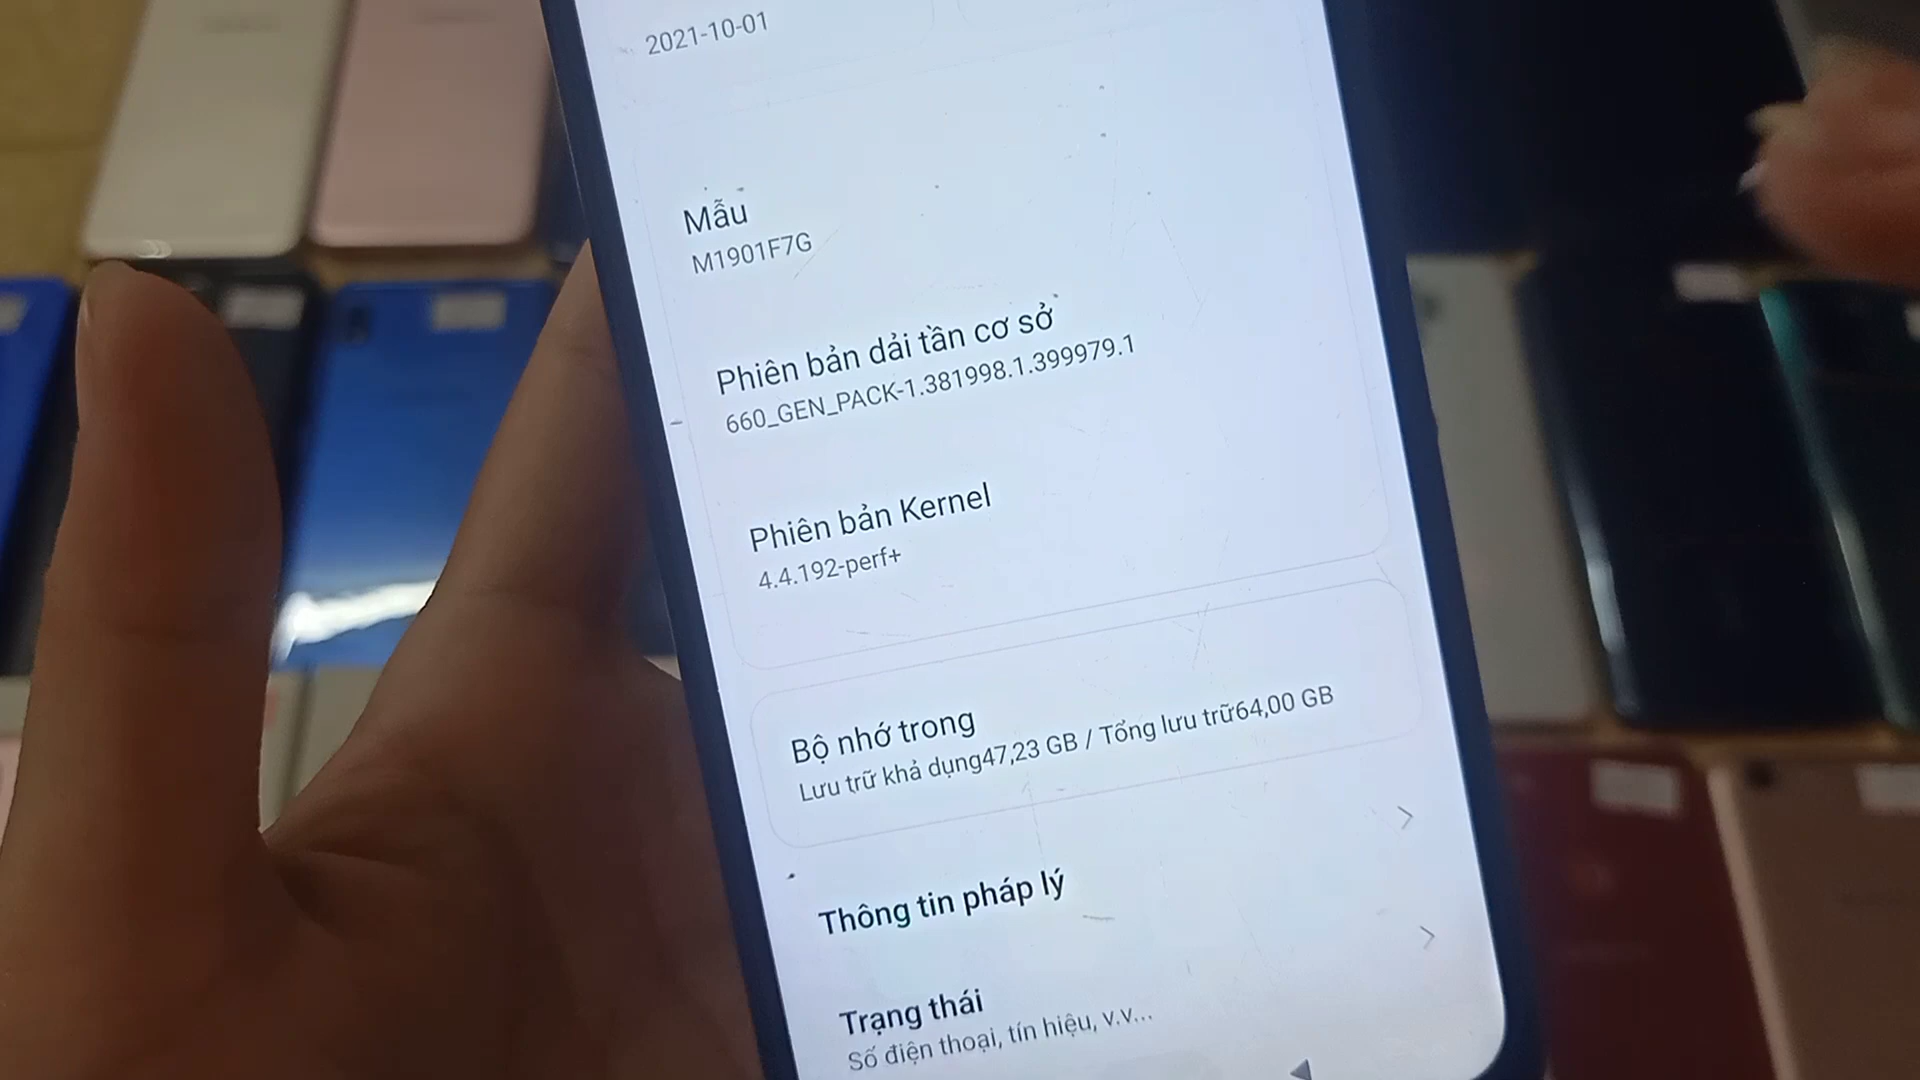 2021-10-01
Mẫu
M1901F7G
Phiên bản dải tần cơ sở
660_GEN_PACK-1.381998.1.399979.1
Phiên bản Kernel
4.4.192-perf+
Bộ nhớ trong
Lưu trữ khả dụng47,23 GB / Tổng lưu trữ64,00 GB
Thông tin pháp lý
Trạng thái
Số điện thoại, tín hiệu, v.v...